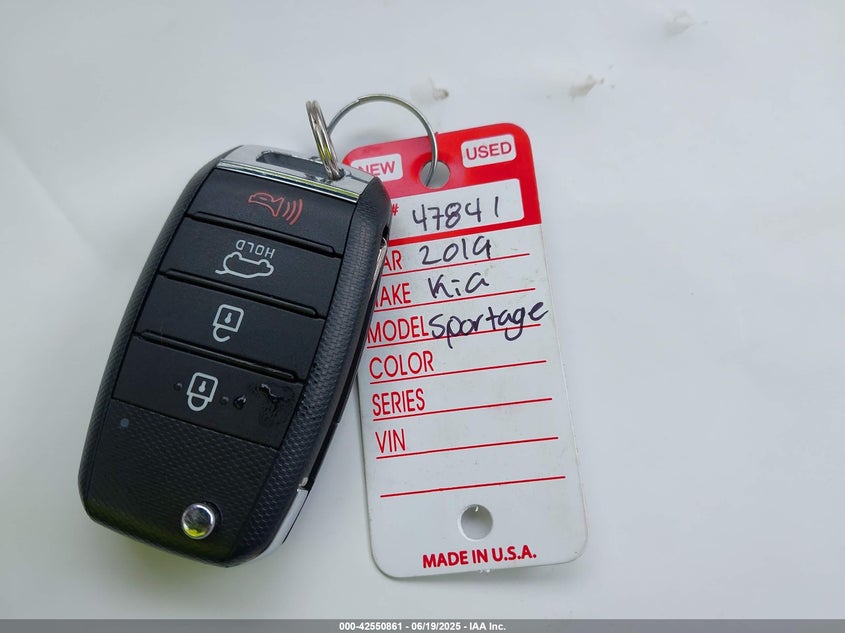 HOLD
NEW USED
# 47841
AR 2019
MAKE Kia
MODEL Sportage
COLOR
SERIES
VIN
MADE IN U.S.A.
000-42550861 - 06/19/2025 - IAA Inc.